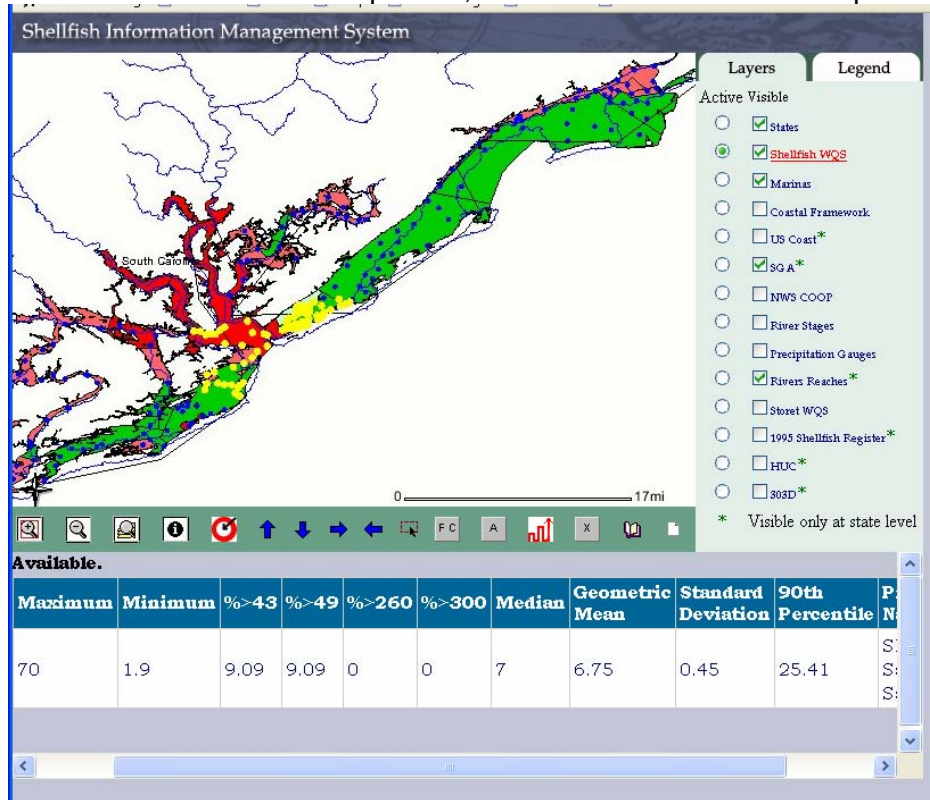 Shellfish Information Management System
Layers Legend
Active Visible
States
Shellfish WQS
Marinas
Coastal Framework
US Coast*
SGA*
NWS COOP
River Stages
Precipitation Gauges
Rivers Reaches*
Storet WQS
1995 Shellfish Register*
HUC*
303D*
* Visible only at state level
South Caro
0 17mi
F C A X
Available.
Maximum Minimum %>43 %>49 %>260 %>300 Median Geometric Mean Standard Deviation 90th Percentile
70 1.9 9.09 9.09 0 0 7 6.75 0.45 25.41